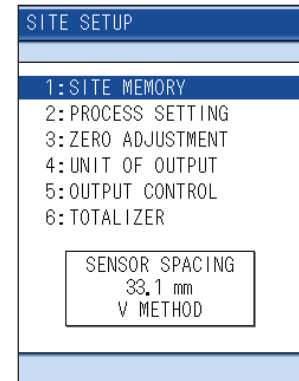 SITE SETUP
1:SITE MEMORY
2:PROCESS SETTING
3:ZERO ADJUSTMENT
4:UNIT OF OUTPUT
5:OUTPUT CONTROL
6:TOTALIZER
SENSOR SPACING
33.1 mm
V METHOD